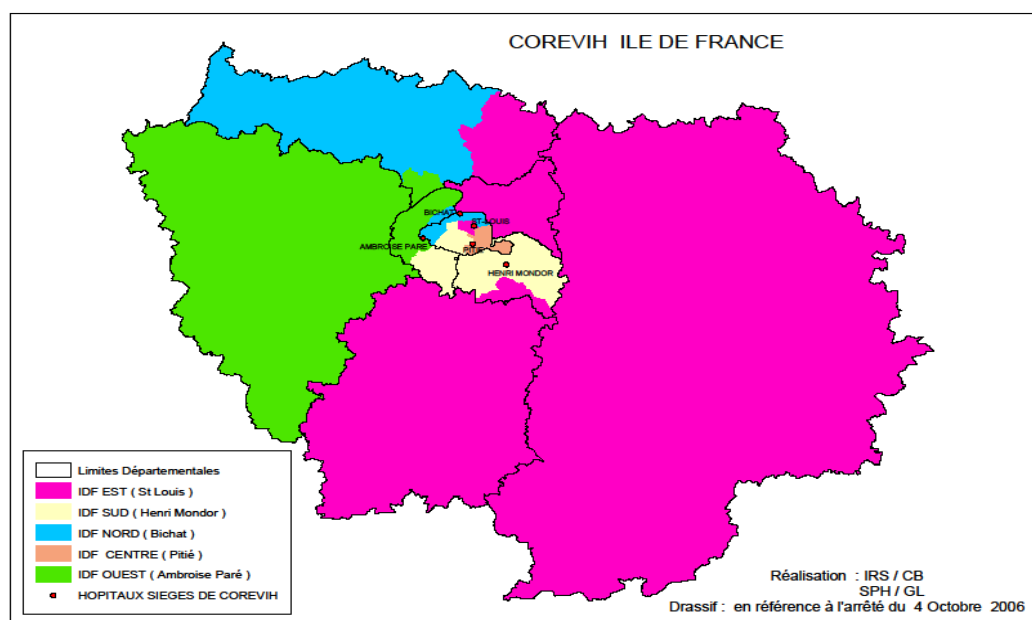 COREVIH ILE DE FRANCE
BICHAT
ST-LOUIS
AMBROISE PARE
PITIE
HENRI MONDOR
Limites Départementales
IDF EST ( St Louis )
IDF SUD ( Henri Mondor )
IDF NORD ( Bichat )
IDF CENTRE ( Pitié )
IDF OUEST ( Ambroise Paré )
HOPITAUX SIEGES DE COREVIH
Réalisation : IRS / CB
SPH / GL
Drassif : en référence à l'arrêté du 4 Octobre 2006